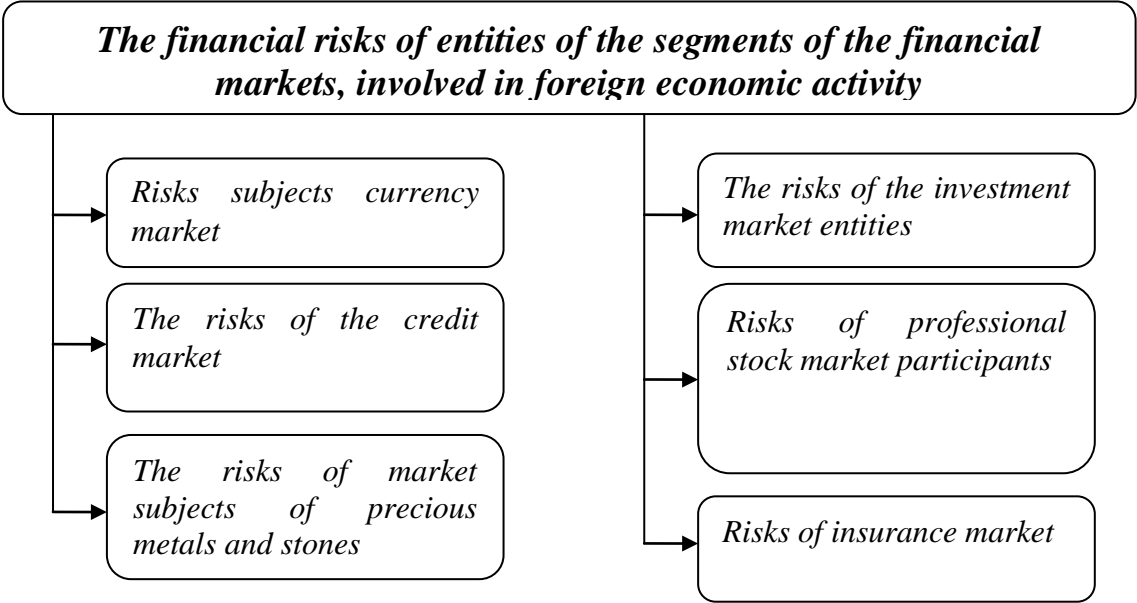 The financial risks of entities of the segments of the financial
markets, involved in foreign economic activity
Risks subjects currency
market
The risks of the credit
market
The risks of market
subjects of precious
metals and stones
The risks of the investment
market entities
Risks of professional
stock market participants
Risks of insurance market